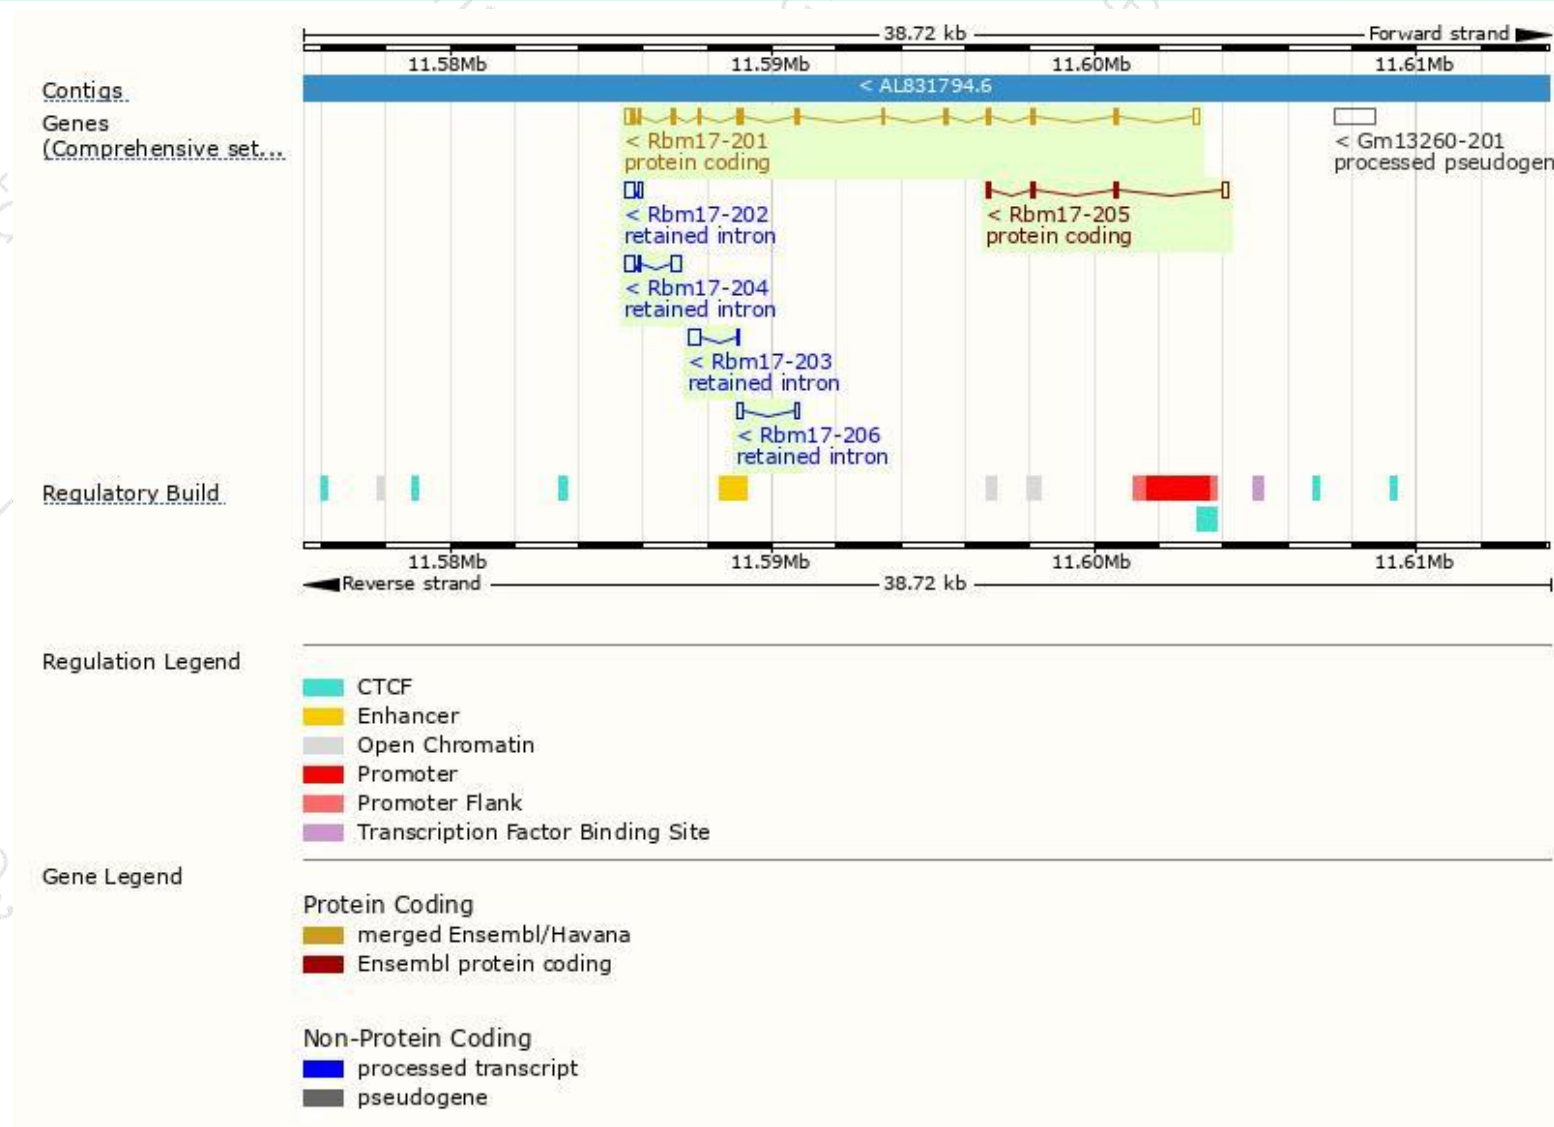 38.72 kb Forward strand
11.58Mb 11.59Mb 11.60Mb 11.61Mb
Contigs < AL831794.6
Genes
(Comprehensive set...
< Rbm17-201 < Gm13260-201
protein coding processed pseudogen
< Rbm17-202 < Rbm17-205
retained intron protein coding
< Rbm17-204
retained intron
< Rbm17-203
retained intron
< Rbm17-206
retained intron
Regulatory Build
11.58Mb 11.59Mb 11.60Mb 11.61Mb
Reverse strand 38.72 kb
Regulation Legend
CTCF
Enhancer
Open Chromatin
Promoter
Promoter Flank
Transcription Factor Binding Site
Gene Legend
Protein Coding
merged Ensembl/Havana
Ensembl protein coding
Non-Protein Coding
processed transcript
pseudogene